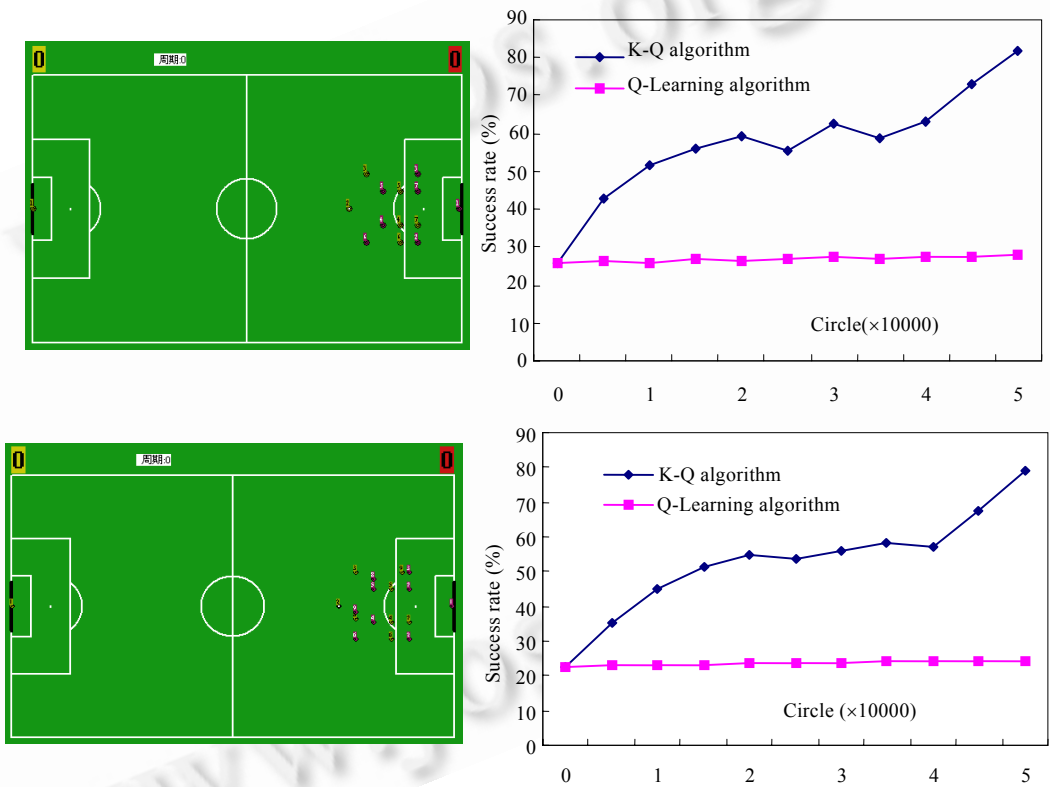 0
周期:0
0
90
80
70
60
50
40
30
20
10
0
Success rate (%)
K-Q algorithm
Q-Learning algorithm
Circle(×10000)
0 1 2 3 4 5
0
周期:0
0
90
80
70
60
50
40
30
20
10
0
Success rate (%)
K-Q algorithm
Q-Learning algorithm
Circle (×10000)
0 1 2 3 4 5